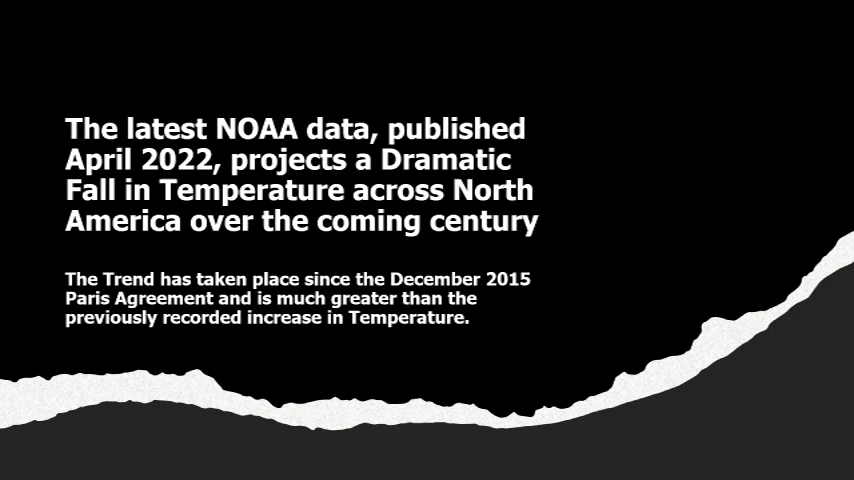 The latest NOAA data, published
April 2022, projects a Dramatic
Fall in Temperature across North
America over the coming century
The Trend has taken place since the December 2015
Paris Agreement and is much greater than the
previously recorded increase in Temperature.